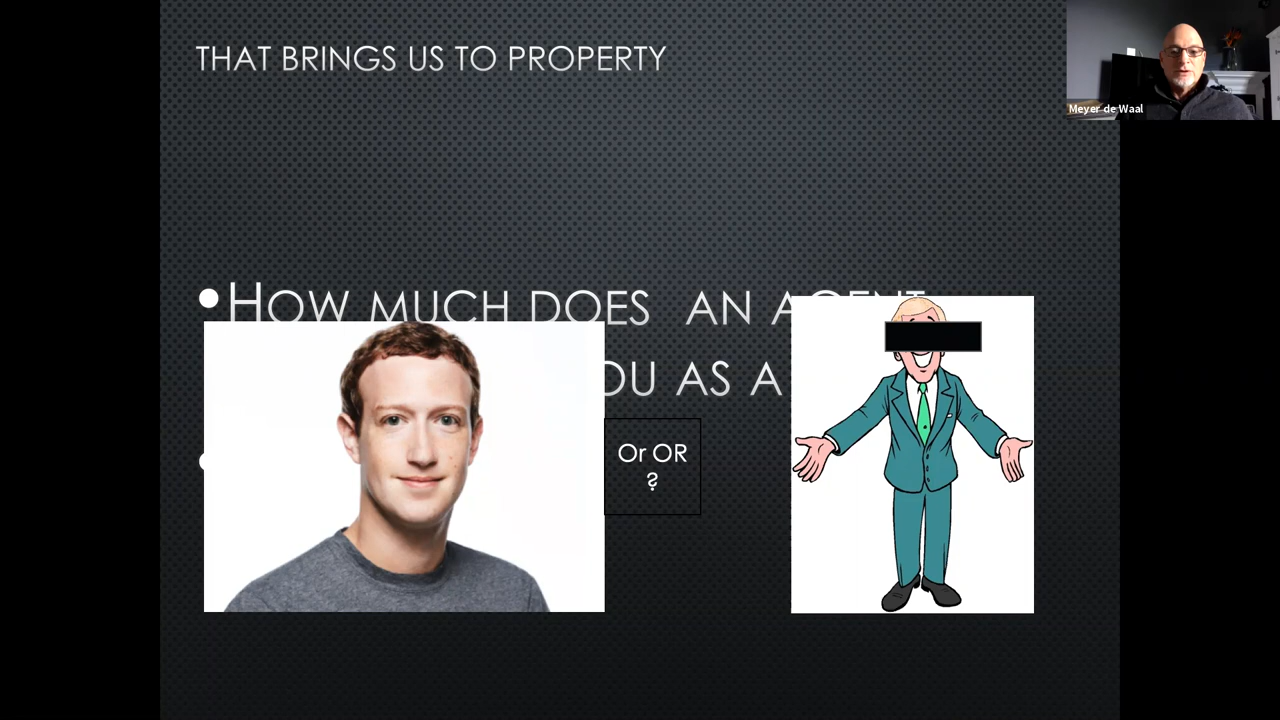 THAT BRINGS US TO PROPERTY
Meyer de Waal
HOW MUCH DOES AN AGENT
OU AS A
Or OR
?